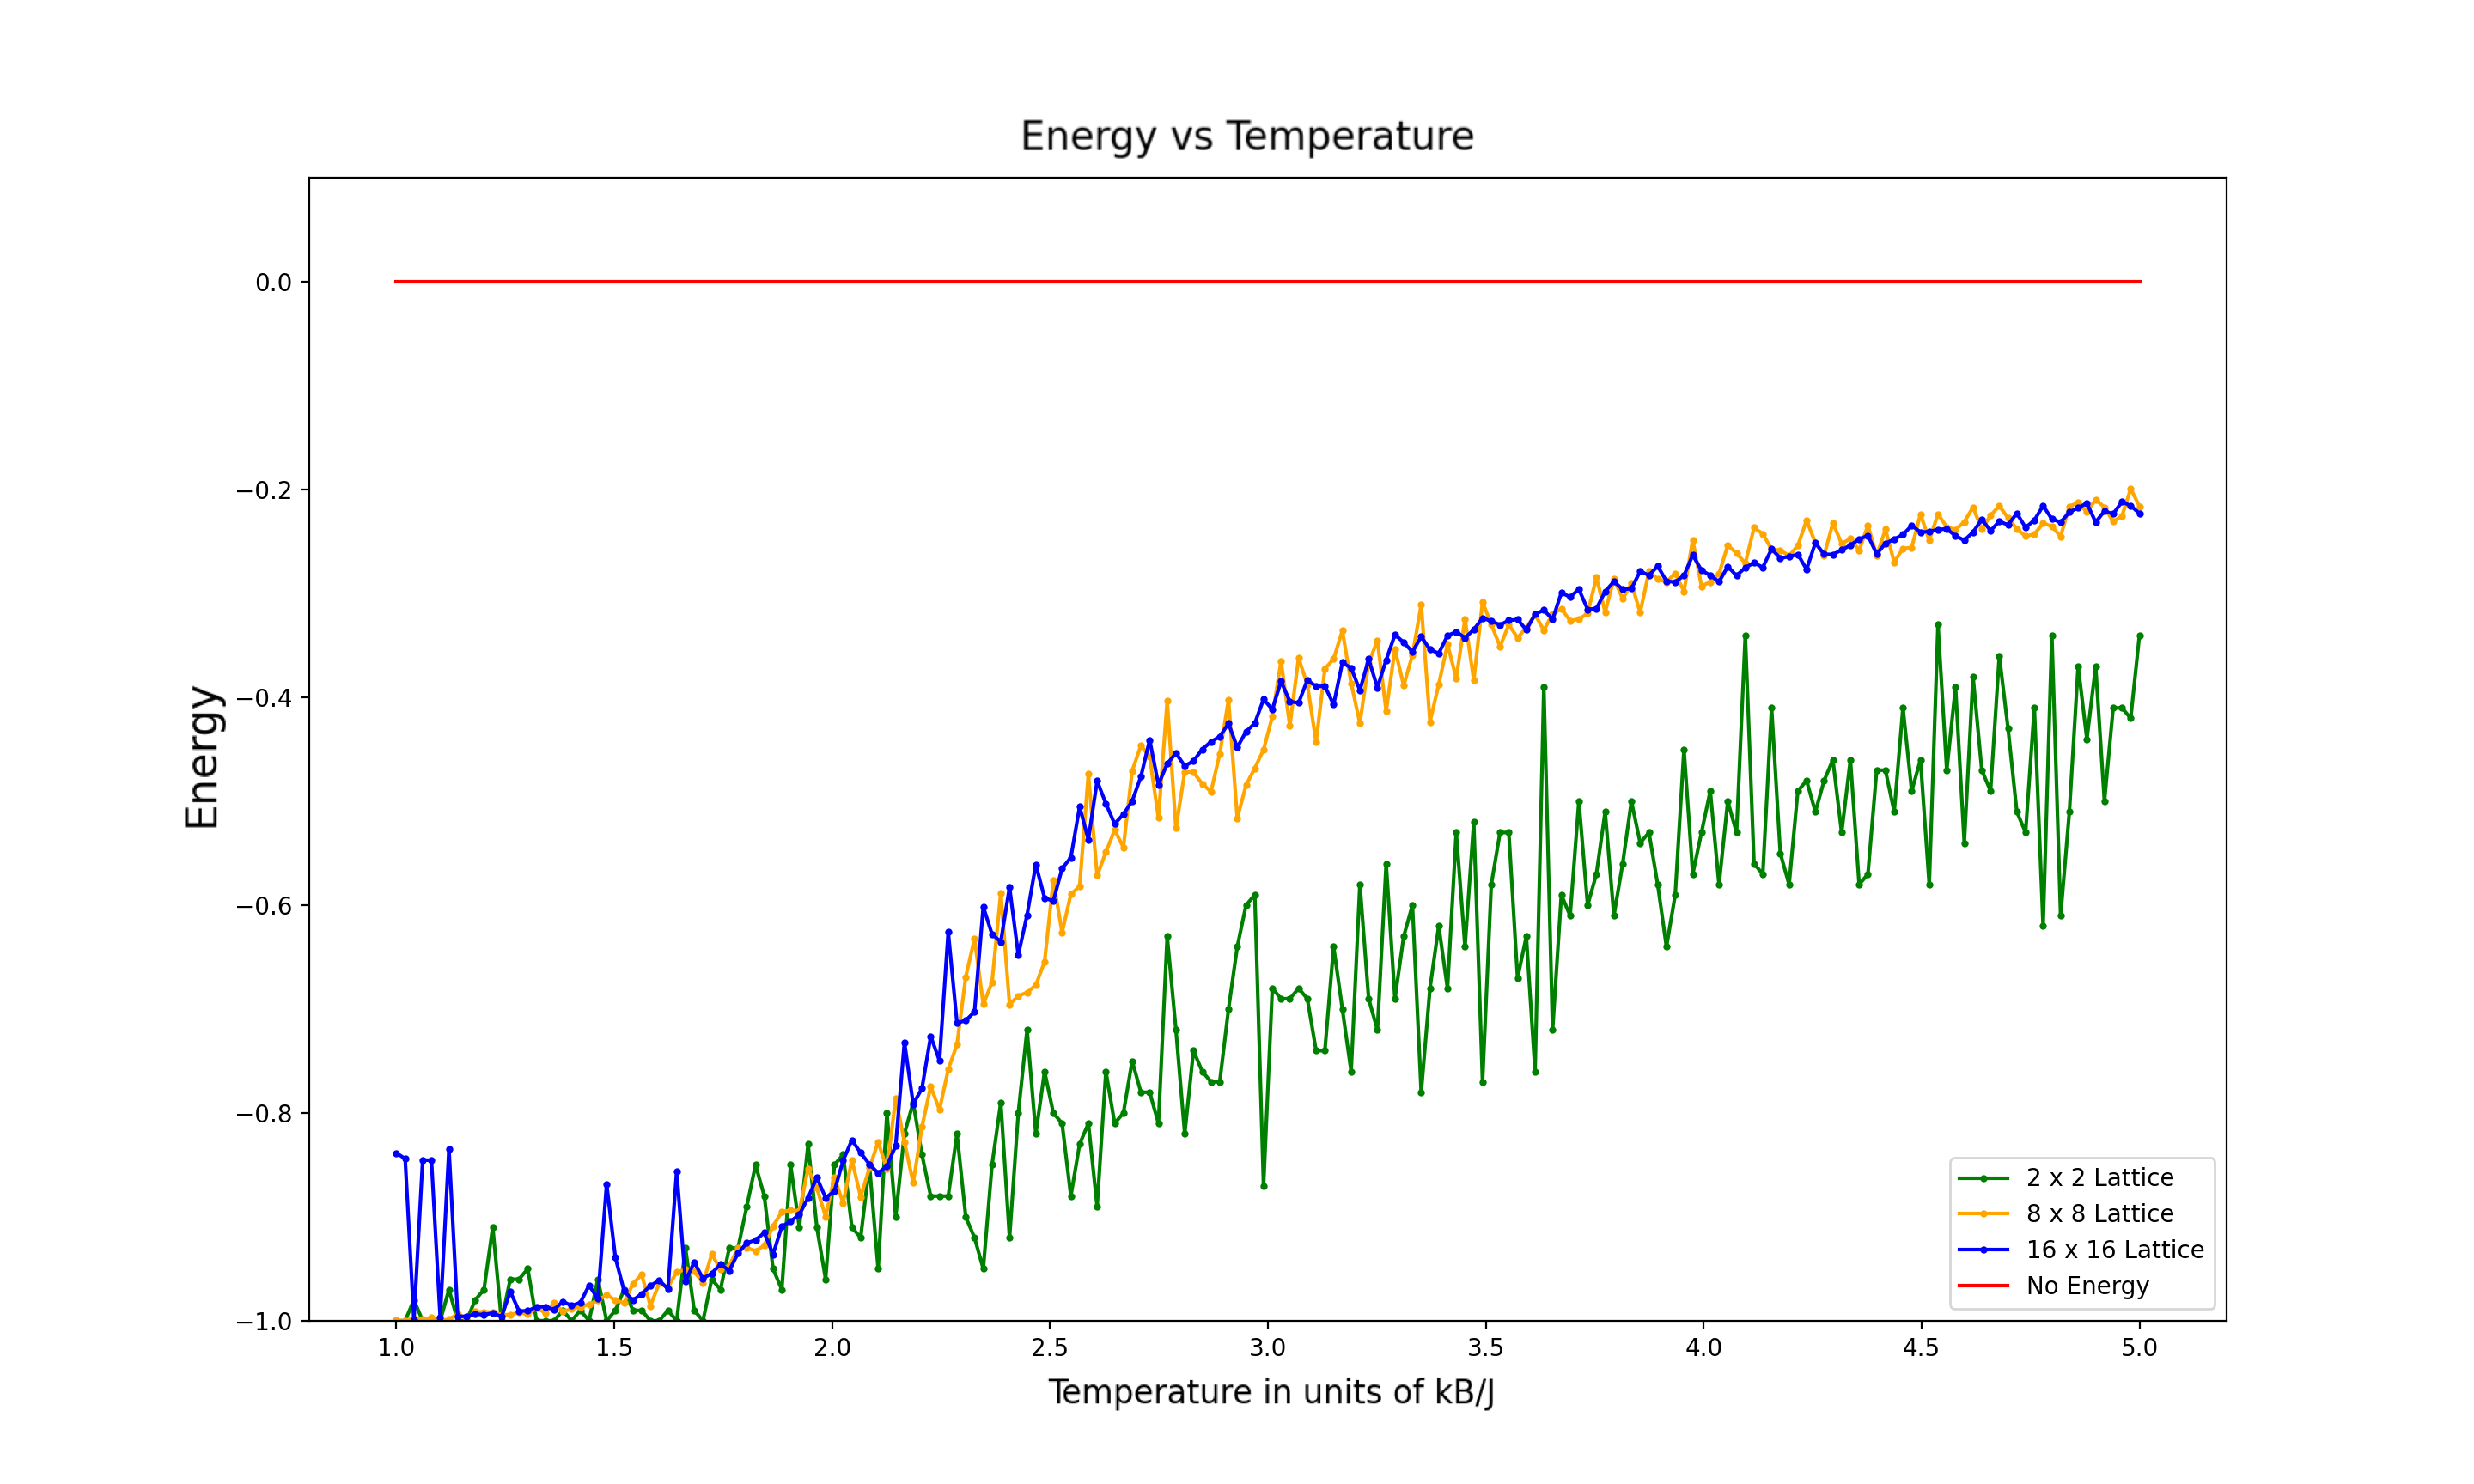 Energy vs Temperature
Energy
0.0
−0.2
−0.4
−0.6
−0.8
−1.0
1.0 1.5 2.0 2.5 3.0 3.5 4.0 4.5 5.0
Temperature in units of kB/J
2 x 2 Lattice
8 x 8 Lattice
16 x 16 Lattice
No Energy